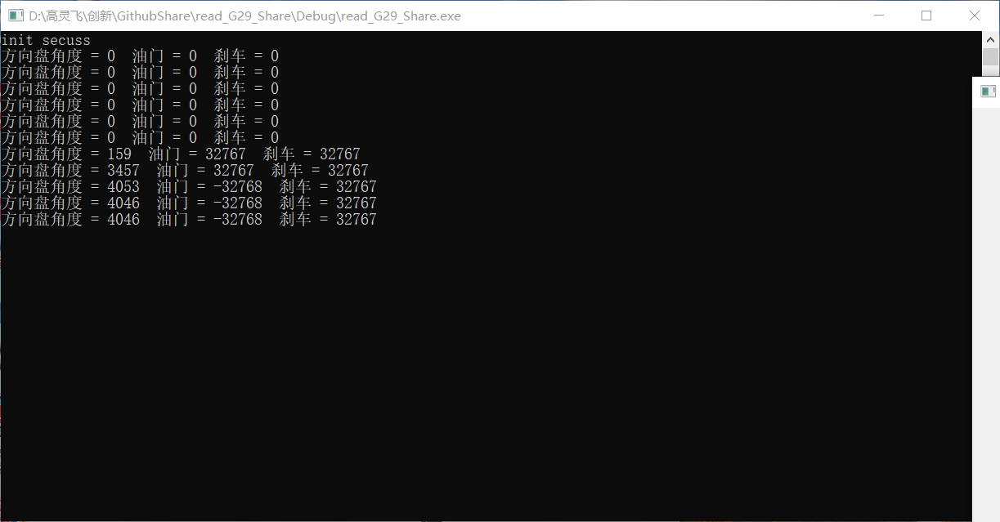 D:\高灵飞\创新\GithubShare\read_G29_Share\Debug\read_G29_Share.exe
init secuss
方向盘角度 = 0  油门 = 0  刹车 = 0
方向盘角度 = 0  油门 = 0  刹车 = 0
方向盘角度 = 0  油门 = 0  刹车 = 0
方向盘角度 = 0  油门 = 0  刹车 = 0
方向盘角度 = 0  油门 = 0  刹车 = 0
方向盘角度 = 0  油门 = 0  刹车 = 0
方向盘角度 = 159  油门 = 32767  刹车 = 32767
方向盘角度 = 3457  油门 = 32767  刹车 = 32767
方向盘角度 = 4053  油门 = -32768  刹车 = 32767
方向盘角度 = 4046  油门 = -32768  刹车 = 32767
方向盘角度 = 4046  油门 = -32768  刹车 = 32767